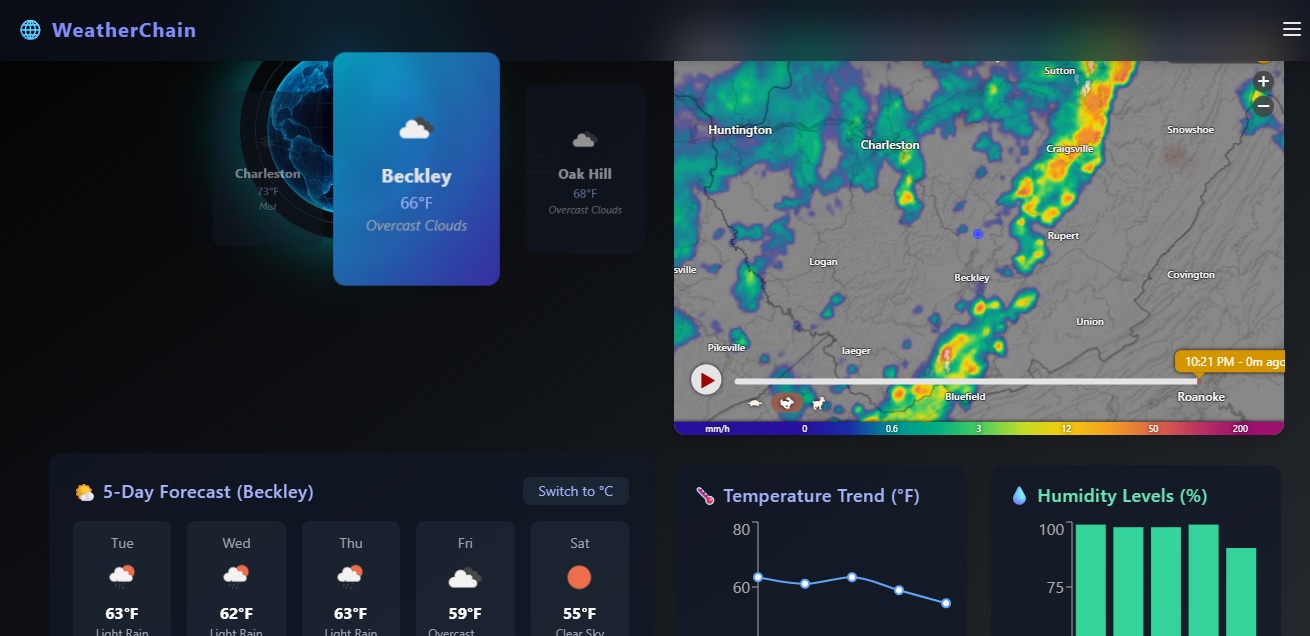 WeatherChain
Charleston
73°F
Mist
Beckley
66°F
Overcast Clouds
Oak Hill
68°F
Overcast Clouds
Sutton
+
−
Huntington
Charleston
Snowshoe
Craigsville
Rupert
Logan
sville
Beckley
Covington
Union
Pikeville
Iaeger
10:21 PM - 0m ago
Bluefield
Roanoke
mm/h 0 0.6 3 12 50 200
5-Day Forecast (Beckley)
Switch to °C
Tue
63°F
Light Rain
Wed
62°F
Light Rain
Thu
63°F
Light Rain
Fri
59°F
Overcast
Sat
55°F
Clear Sky
Temperature Trend (°F)
80
60
Humidity Levels (%)
100
75